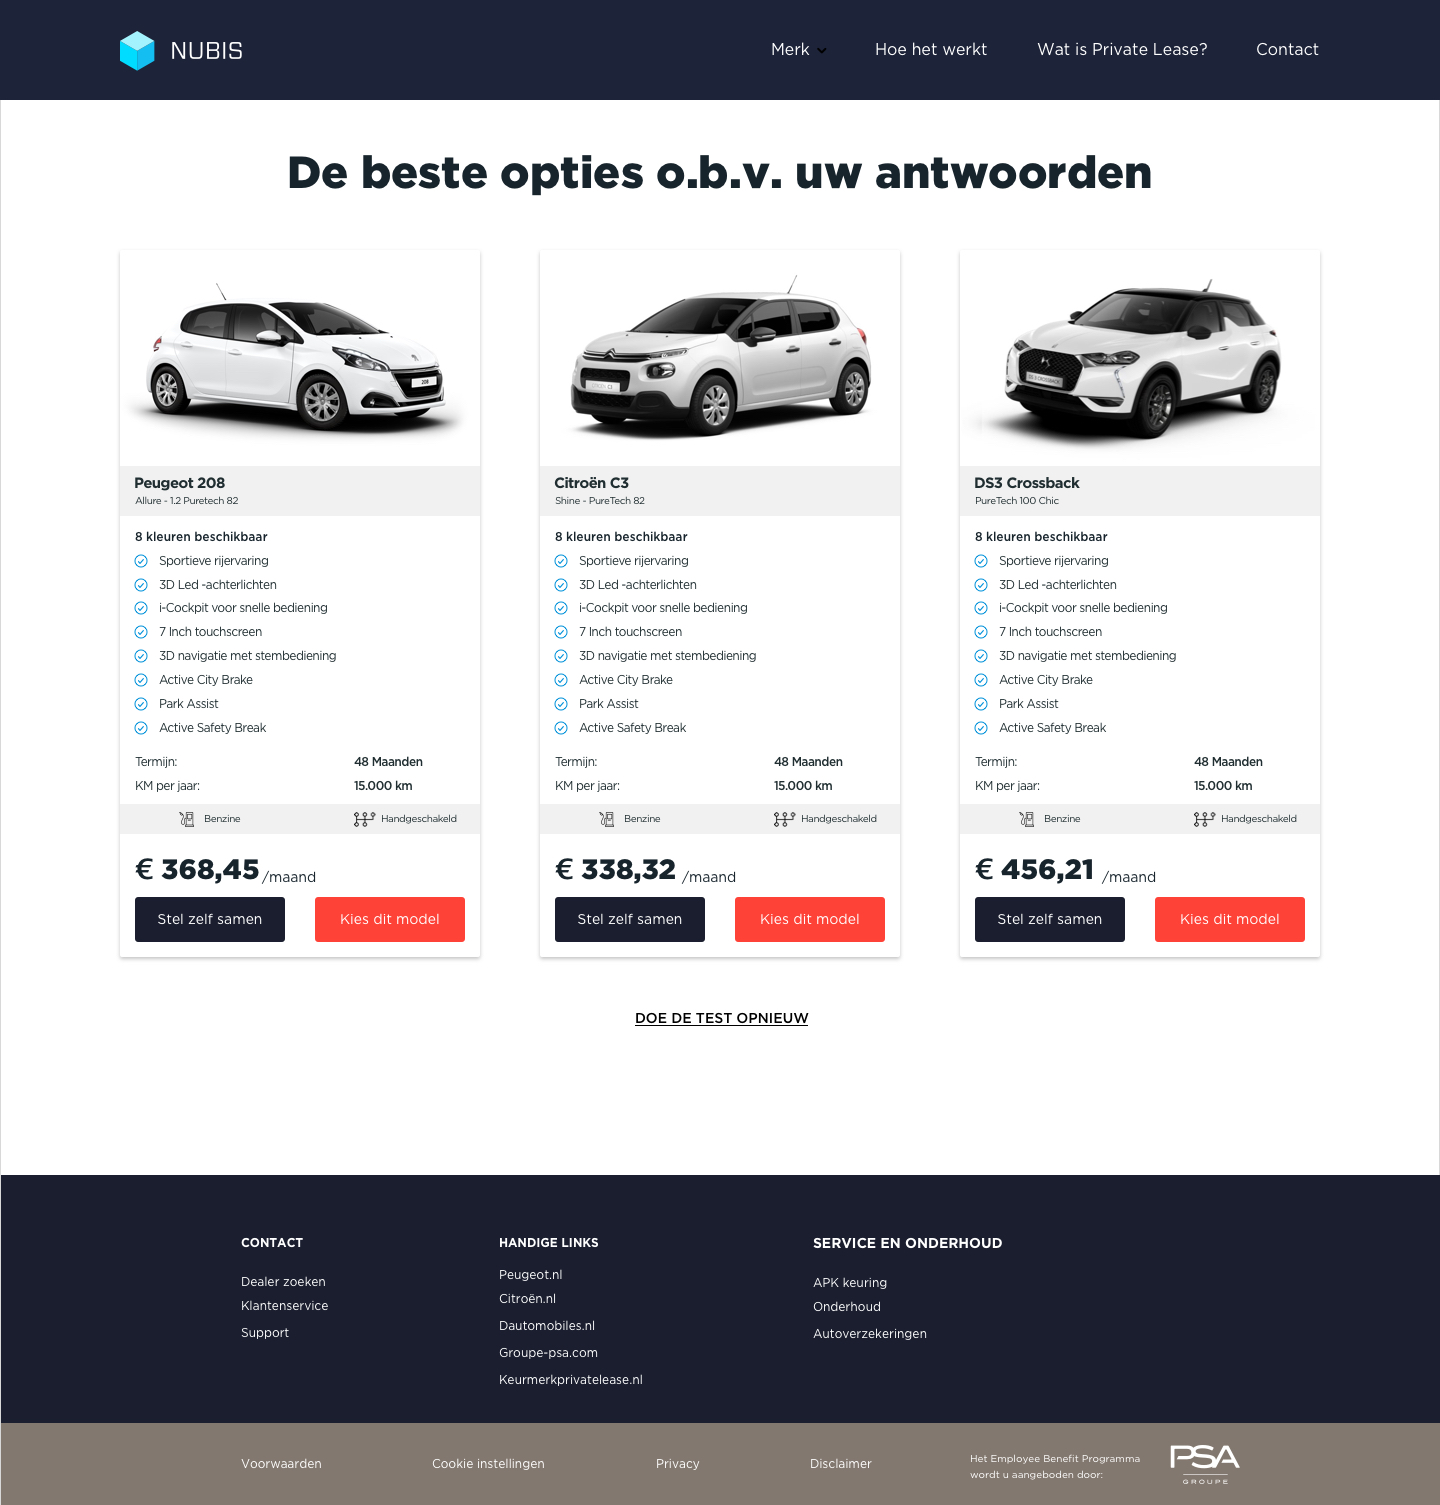 NUBIS
Merk
Hoe het werkt
Wat is Private Lease?
Contact
De beste opties o.b.v. uw antwoorden
208
Peugeot 208
Allure - 1.2 Puretech 82
8 kleuren beschikbaar
Sportieve rijervaring
3D Led -achterlichten
i-Cockpit voor snelle bediening
7 Inch touchscreen
3D navigatie met stembediening
Active City Brake
Park Assist
Active Safety Break
Termijn: 48 Maanden
KM per jaar: 15.000 km
Benzine Handgeschakeld
€ 368,45 /maand
Stel zelf samen Kies dit model
CITROËN C3
Citroën C3
Shine - PureTech 82
8 kleuren beschikbaar
Sportieve rijervaring
3D Led -achterlichten
i-Cockpit voor snelle bediening
7 Inch touchscreen
3D navigatie met stembediening
Active City Brake
Park Assist
Active Safety Break
Termijn: 48 Maanden
KM per jaar: 15.000 km
Benzine Handgeschakeld
€ 338,32 /maand
Stel zelf samen Kies dit model
DS 3 CROSSBACK
DS3 Crossback
PureTech 100 Chic
8 kleuren beschikbaar
Sportieve rijervaring
3D Led -achterlichten
i-Cockpit voor snelle bediening
7 Inch touchscreen
3D navigatie met stembediening
Active City Brake
Park Assist
Active Safety Break
Termijn: 48 Maanden
KM per jaar: 15.000 km
Benzine Handgeschakeld
€ 456,21 /maand
Stel zelf samen Kies dit model
DOE DE TEST OPNIEUW
CONTACT
Dealer zoeken
Klantenservice
Support
HANDIGE LINKS
Peugeot.nl
Citroën.nl
Dautomobiles.nl
Groupe-psa.com
Keurmerkprivatelease.nl
SERVICE EN ONDERHOUD
APK keuring
Onderhoud
Autoverzekeringen
Voorwaarden
Cookie instellingen
Privacy
Disclaimer
Het Employee Benefit Programma
wordt u aangeboden door:
PSA
GROUPE